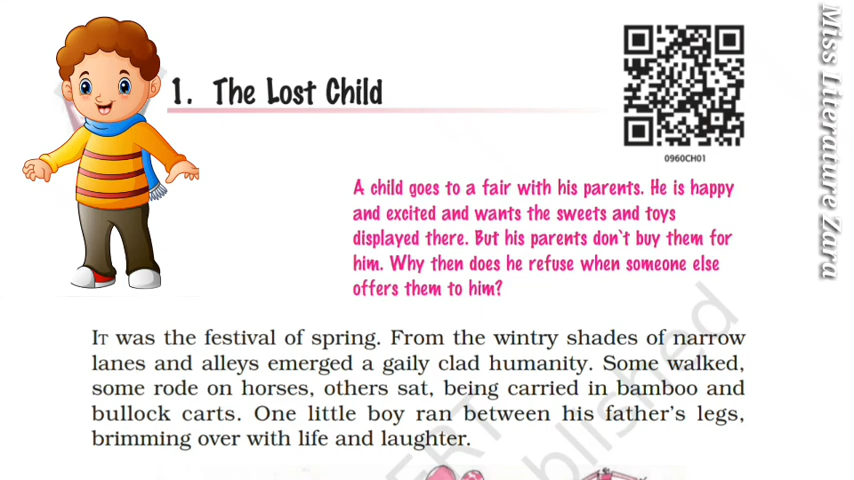 1. The Lost Child
0960CH01
A child goes to a fair with his parents. He is happy
and excited and wants the sweets and toys
displayed there. But his parents don't buy them for
him. Why then does he refuse when someone else
offers them to him?
IT was the festival of spring. From the wintry shades of narrow
lanes and alleys emerged a gaily clad humanity. Some walked,
some rode on horses, others sat, being carried in bamboo and
bullock carts. One little boy ran between his father's legs,
brimming over with life and laughter.
Miss Literature Zara